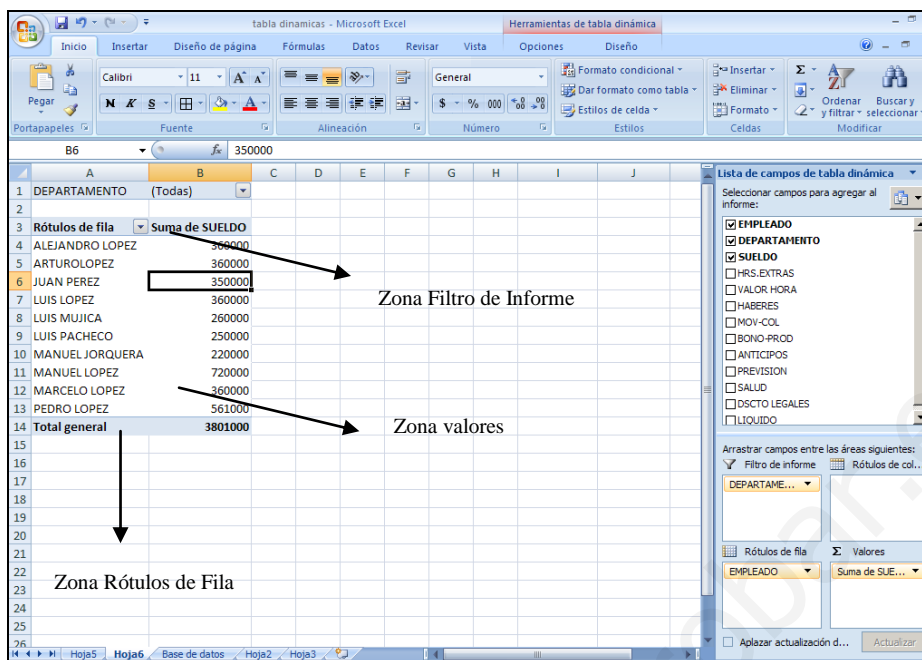 tabla dinamicas - Microsoft Excel Herramientas de tabla dinámica
Inicio Insertar Diseño de página Fórmulas Datos Revisar Vista Opciones Diseño
Pegar
Calibri 11 A A
N K S A
General
$ % 000
Formato condicional
Dar formato como tabla
Estilos de celda
Insertar
Eliminar
Formato
Σ
Ordenar y filtrar
Buscar y seleccionar
Portapapeles Fuente Alineación Número Estilos Celdas Modificar
B6 fx 350000
A B C D E F G H I J
1 DEPARTAMENTO (Todas)
2
3 Rótulos de fila Suma de SUELDO
4 ALEJANDRO LOPEZ 360000
5 ARTUROLOPEZ 360000
6 JUAN PEREZ 350000
7 LUIS LOPEZ 360000
8 LUIS MUJICA 260000
9 LUIS PACHECO 250000
10 MANUEL JORQUERA 220000
11 MANUEL LOPEZ 720000
12 MARCELO LOPEZ 360000
13 PEDRO LOPEZ 561000
14 Total general 3801000
15
16
17
18
19
20
21
22
23
24
25
26
Zona Filtro de Informe
Zona valores
Zona Rótulos de Fila
Hoja5 Hoja6 Base de datos Hoja2 Hoja3
Lista de campos de tabla dinámica
Seleccionar campos para agregar al
informe:
EMPLEADO
DEPARTAMENTO
SUELDO
HRS.EXTRAS
VALOR HORA
HABERES
MOV-COL
BONO-PROD
ANTICIPOS
PREVISION
SALUD
DSCTO LEGALES
LIQUIDO
Arrastrar campos entre las áreas siguientes:
Filtro de informe Rótulos de col...
DEPARTAME...
Rótulos de fila Σ Valores
EMPLEADO Suma de SUE...
Aplazar actualización d... Actualizar